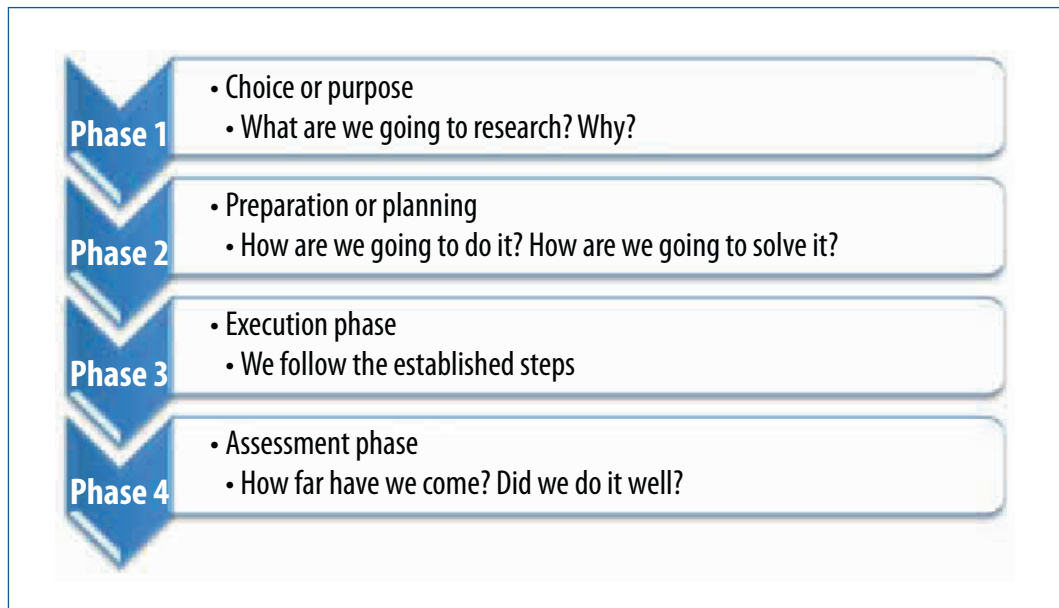 Phase 1
• Choice or purpose
• What are we going to research? Why?
Phase 2
• Preparation or planning
• How are we going to do it? How are we going to solve it?
Phase 3
• Execution phase
• We follow the established steps
Phase 4
• Assessment phase
• How far have we come? Did we do it well?